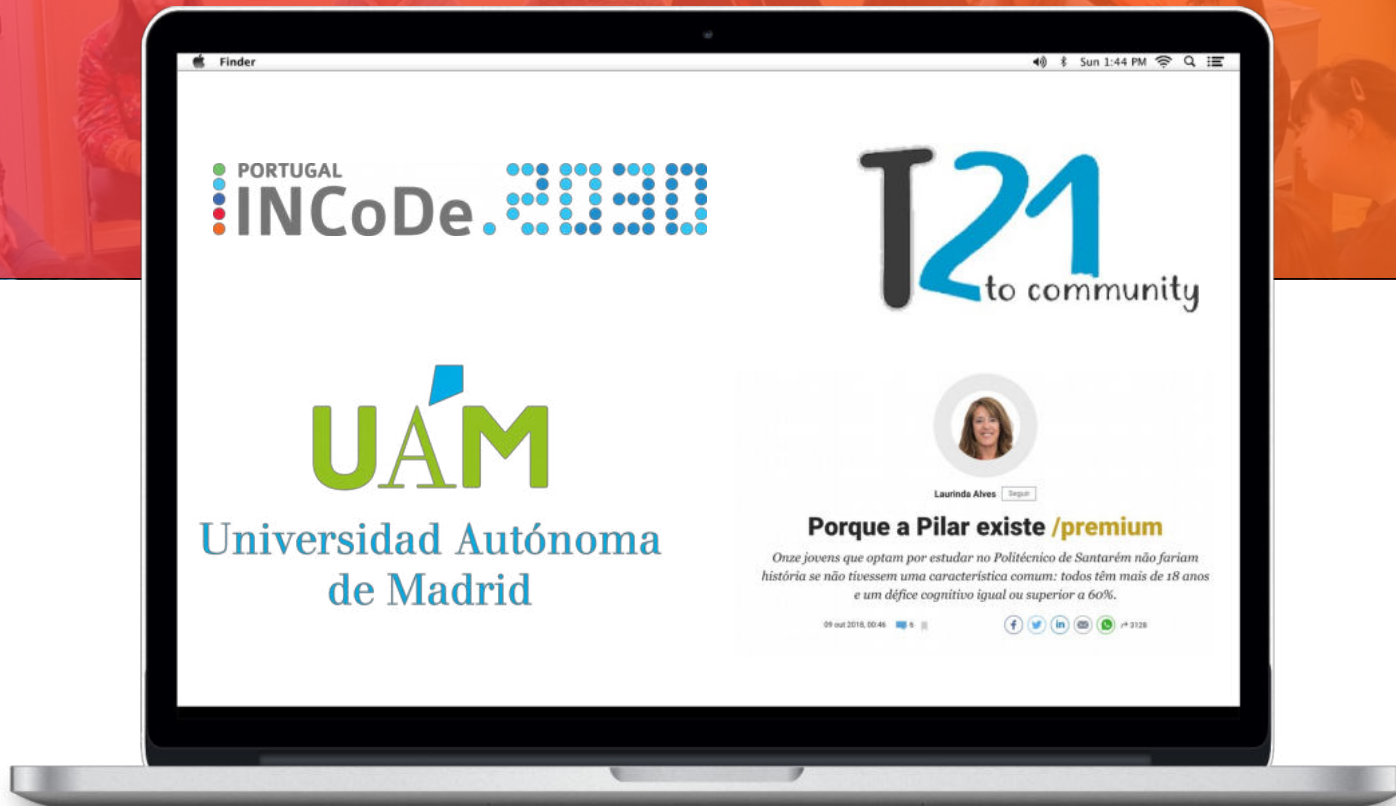 Finder
Sun 1:44 PM
PORTUGAL
INCoDe.2030
T21
to community
UAM
Universidad Autónoma
de Madrid
Laurinda Alves Seguir
Porque a Pilar existe /premium
Onze jovens que optam por estudar no Politécnico de Santarém não fariam
história se não tivessem uma característica comum: todos têm mais de 18 anos
e um défice cognitivo igual ou superior a 60%.
09 out 2018, 00:46 6 3128